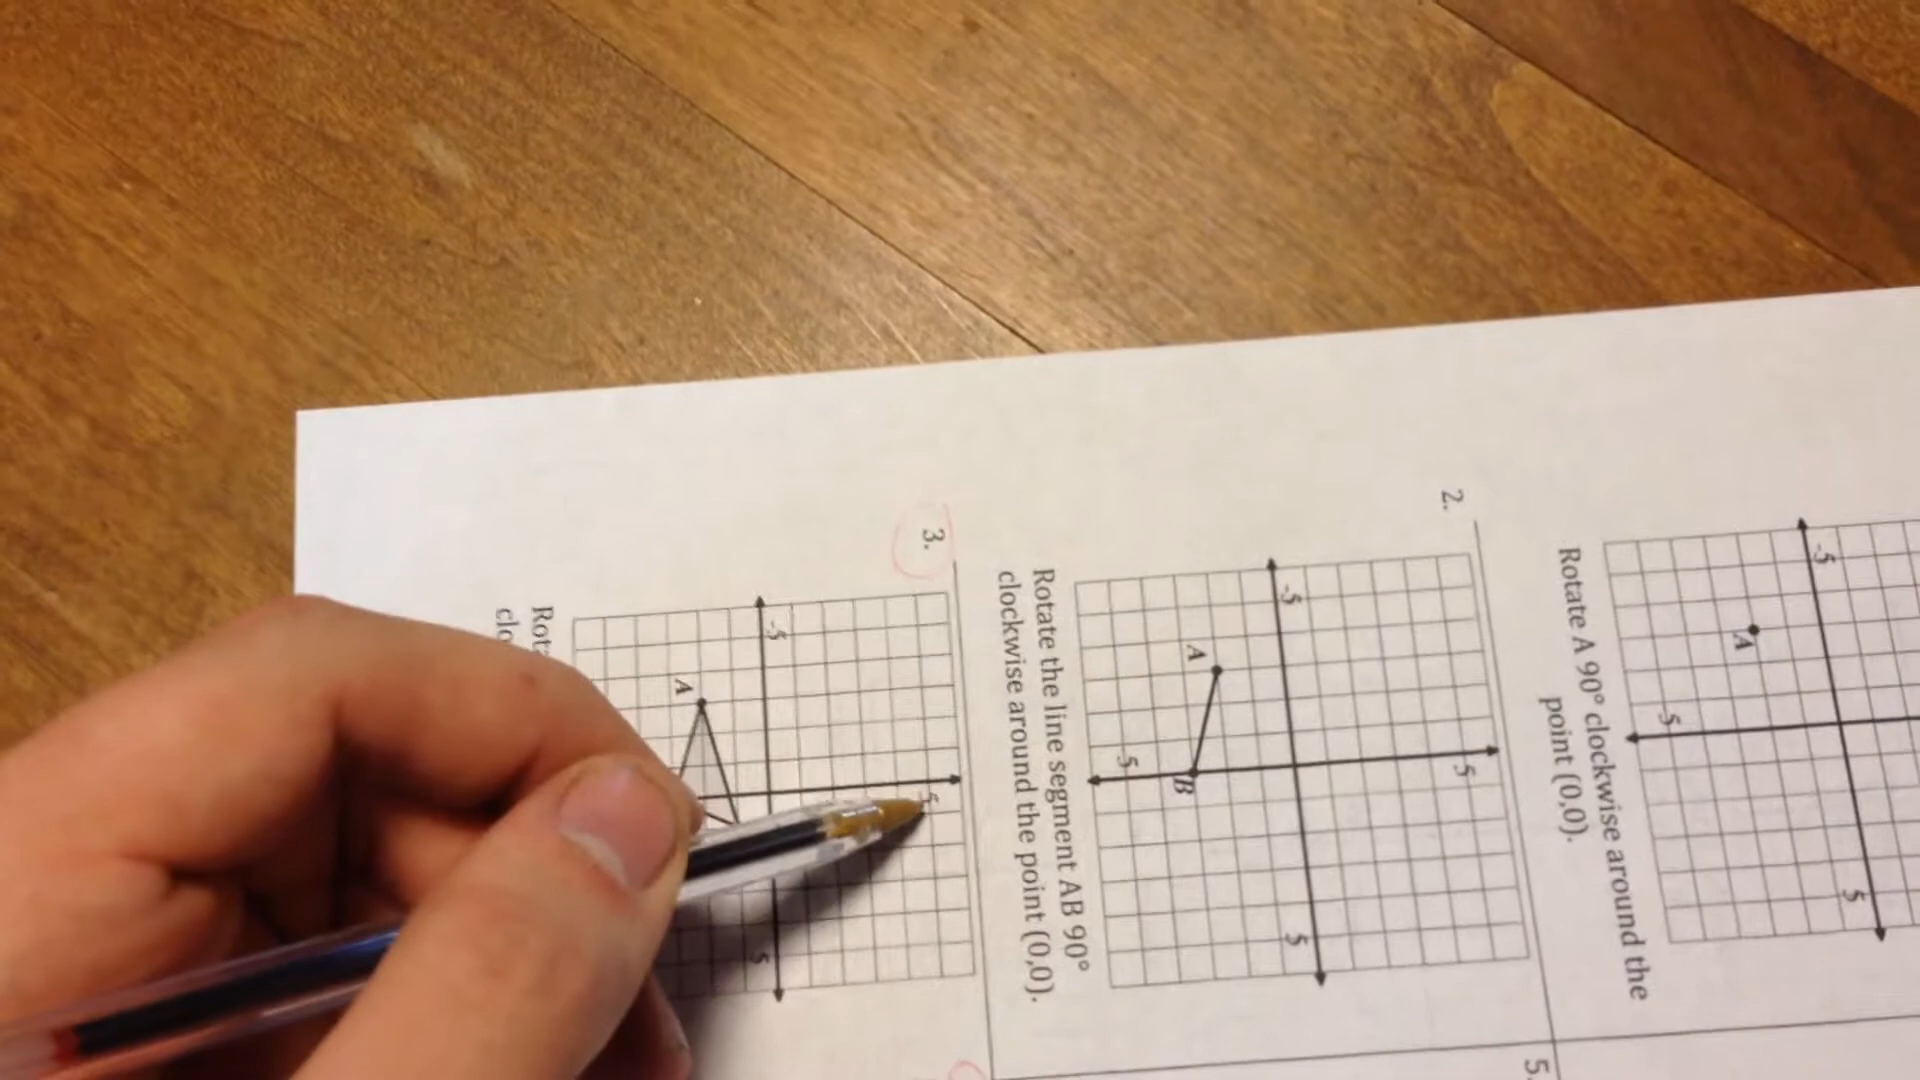 -5
A
5
5
Rotate A 90° clockwise around the
point (0,0).
2.
5
-5
5
A
B
-5
Rotate the line segment AB 90°
clockwise around the point (0,0).
5.
3.
5
-5
5
A